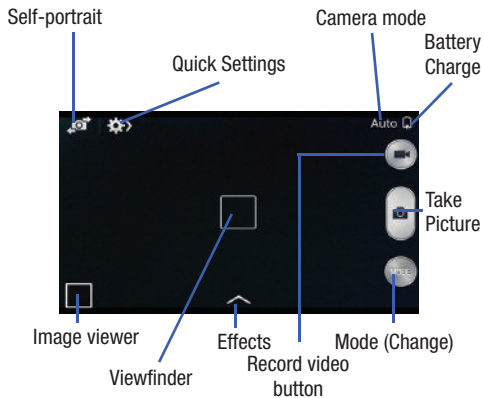 Self-portrait
Camera mode
Battery
Charge
Quick Settings
Auto
Take
Picture
MODE
Image viewer
Effects
Mode (Change)
Viewfinder
Record video
button